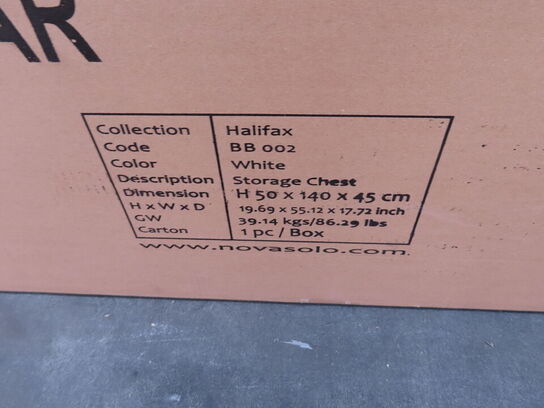 AR
Collection Halifax
Code BB 002
Color White
Description Storage Chest
Dimension H 50 x 140 x 45 cm
H x W x D 19.69 x 55.12 x 17.72 inch
GW 39.14 kgs/86.29 lbs
Carton 1 pc / Box
www.novasolo.com